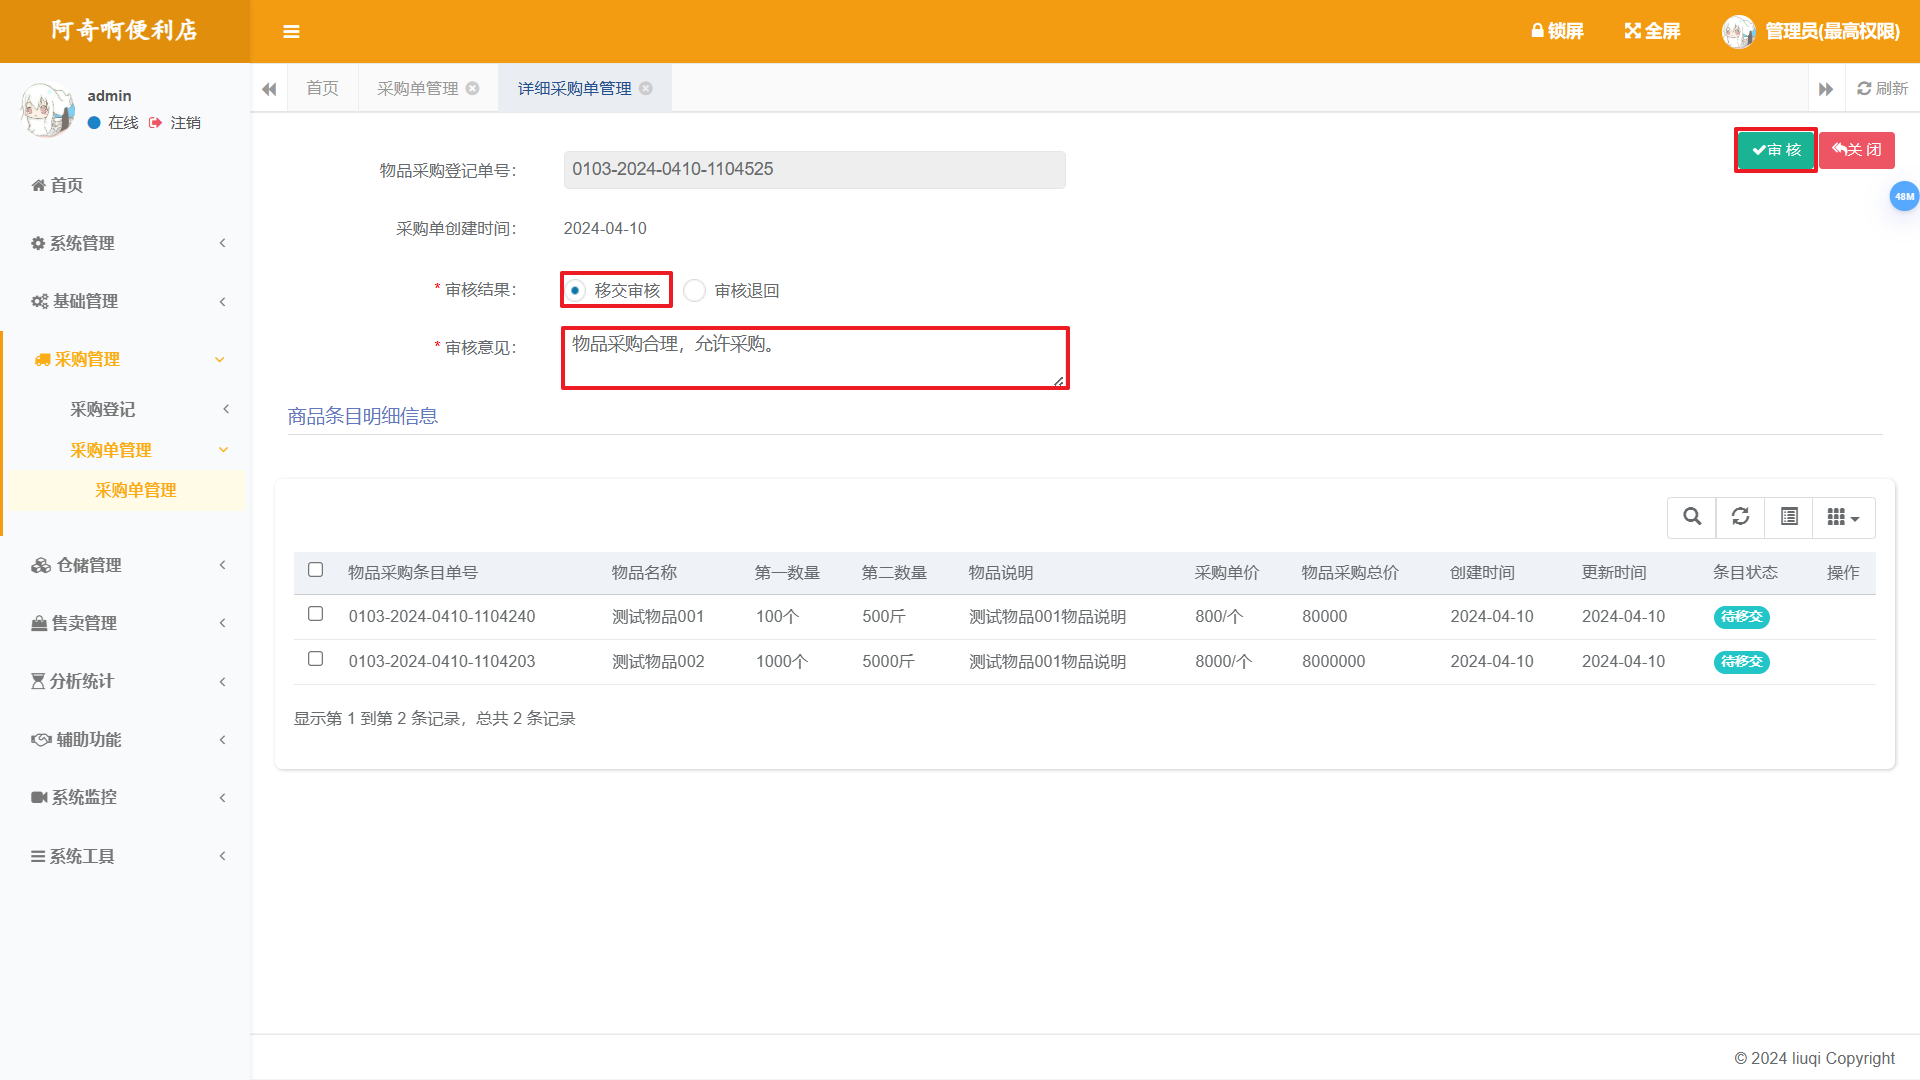 阿奇啊便利店
锁屏
全屏
管理员(最高权限)
admin
在线 注销
首页
系统管理
基础管理
采购管理
采购登记
采购单管理
采购单管理
仓储管理
售卖管理
分析统计
辅助功能
系统监控
系统工具
首页
采购单管理
详细采购单管理
刷新
审 核
关 闭
48M
物品采购登记单号： 0103-2024-0410-1104525
采购单创建时间： 2024-04-10
* 审核结果： 移交审核 审核退回
* 审核意见： 物品采购合理，允许采购。
商品条目明细信息
物品采购条目单号 物品名称 第一数量 第二数量 物品说明 采购单价 物品采购总价 创建时间 更新时间 条目状态 操作
0103-2024-0410-1104240 测试物品001 100个 500斤 测试物品001物品说明 800/个 80000 2024-04-10 2024-04-10 待移交
0103-2024-0410-1104203 测试物品002 1000个 5000斤 测试物品001物品说明 8000/个 8000000 2024-04-10 2024-04-10 待移交
显示第 1 到第 2 条记录，总共 2 条记录
© 2024 liuqi Copyright